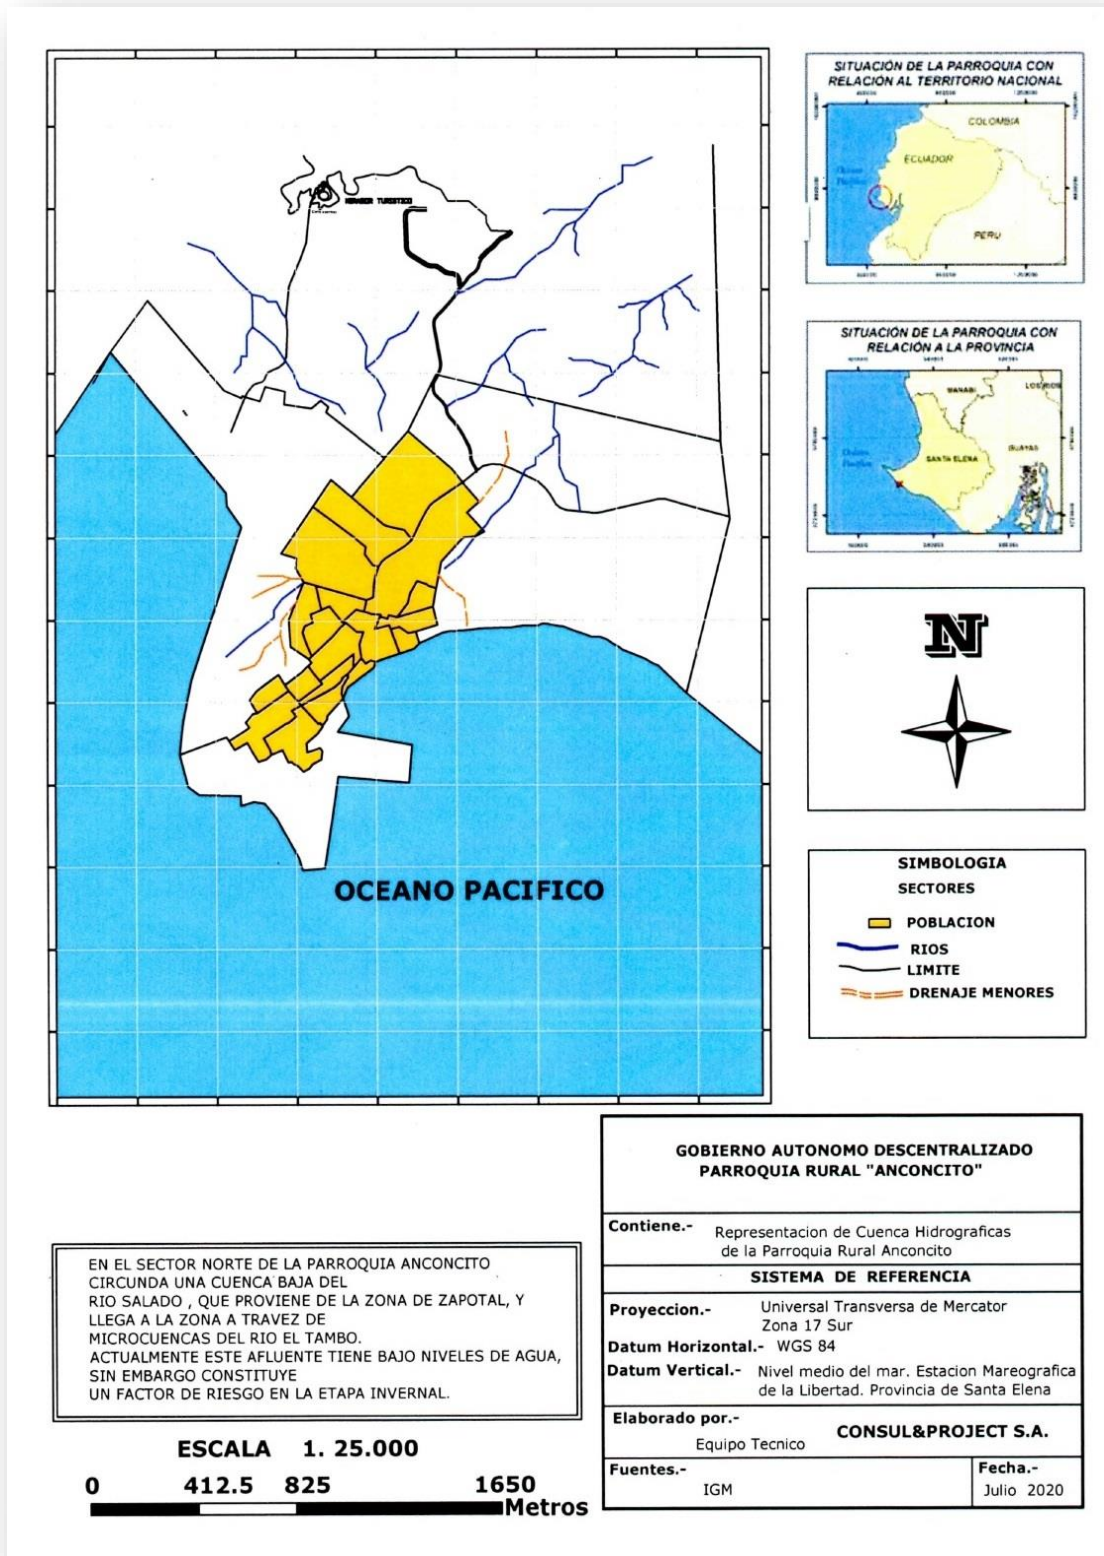 MIRADOR TURISTICO
OCEANO PACIFICO
SITUACIÓN DE LA PARROQUIA CON
RELACIÓN AL TERRITORIO NACIONAL
COLOMBIA
ECUADOR
Océano
Pacífico
PERU
SITUACIÓN DE LA PARROQUIA CON
RELACIÓN A LA PROVINCIA
MANABI
LOS RIOS
Océano
Pacífico
SANTA ELENA
GUAYAS
N
SIMBOLOGIA
SECTORES
POBLACION
RIOS
LIMITE
DRENAJE MENORES
GOBIERNO AUTONOMO DESCENTRALIZADO
PARROQUIA RURAL "ANCONCITO"
Contiene.- Representacion de Cuenca Hidrograficas
de la Parroquia Rural Anconcito
SISTEMA DE REFERENCIA
Proyeccion.- Universal Transversa de Mercator
Zona 17 Sur
Datum Horizontal.- WGS 84
Datum Vertical.- Nivel medio del mar. Estacion Mareografica
de la Libertad. Provincia de Santa Elena
Elaborado por.- CONSUL&PROJECT S.A.
Equipo Tecnico
Fuentes.- Fecha.-
IGM Julio 2020
EN EL SECTOR NORTE DE LA PARROQUIA ANCONCITO
CIRCUNDA UNA CUENCA BAJA DEL
RIO SALADO , QUE PROVIENE DE LA ZONA DE ZAPOTAL, Y
LLEGA A LA ZONA A TRAVEZ DE
MICROCUENCAS DEL RIO EL TAMBO.
ACTUALMENTE ESTE AFLUENTE TIENE BAJO NIVELES DE AGUA,
SIN EMBARGO CONSTITUYE
UN FACTOR DE RIESGO EN LA ETAPA INVERNAL.
ESCALA 1. 25.000
0 412.5 825 1650
Metros